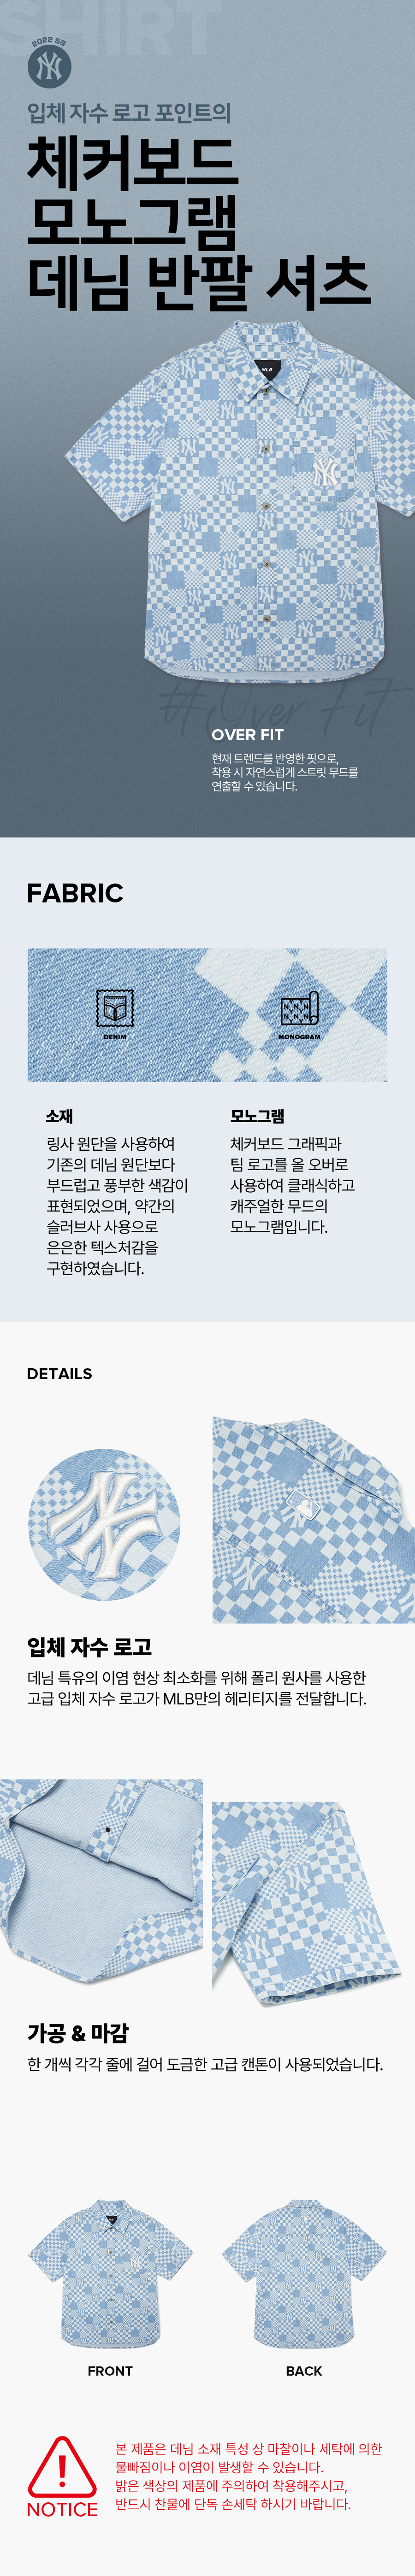 SHIRT
2022 SS
NY
입체 자수 로고 포인트의
체커보드
모노그램
데님 반팔 셔츠
MLB
#Over Fit
OVER FIT
현재 트렌드를 반영한 핏으로,
착용 시 자연스럽게 스트릿 무드를
연출할 수 있습니다.
FABRIC
DENIM
MONOGRAM
소재
링사 원단을 사용하여
기존의 데님 원단보다
부드럽고 풍부한 색감이
표현되었으며, 약간의
슬러브사 사용으로
은은한 텍스처감을
구현하였습니다.
모노그램
체커보드 그래픽과
팀 로고를 올 오버로
사용하여 클래식하고
캐주얼한 무드의
모노그램입니다.
DETAILS
NY
입체 자수 로고
데님 특유의 이염 현상 최소화를 위해 폴리 원사를 사용한
고급 입체 자수 로고가 MLB만의 헤리티지를 전달합니다.
가공 & 마감
한 개씩 각각 줄에 걸어 도금한 고급 캔톤이 사용되었습니다.
FRONT
BACK
NOTICE
본 제품은 데님 소재 특성 상 마찰이나 세탁에 의한
물빠짐이나 이염이 발생할 수 있습니다.
밝은 색상의 제품에 주의하여 착용해주시고,
반드시 찬물에 단독 손세탁 하시기 바랍니다.